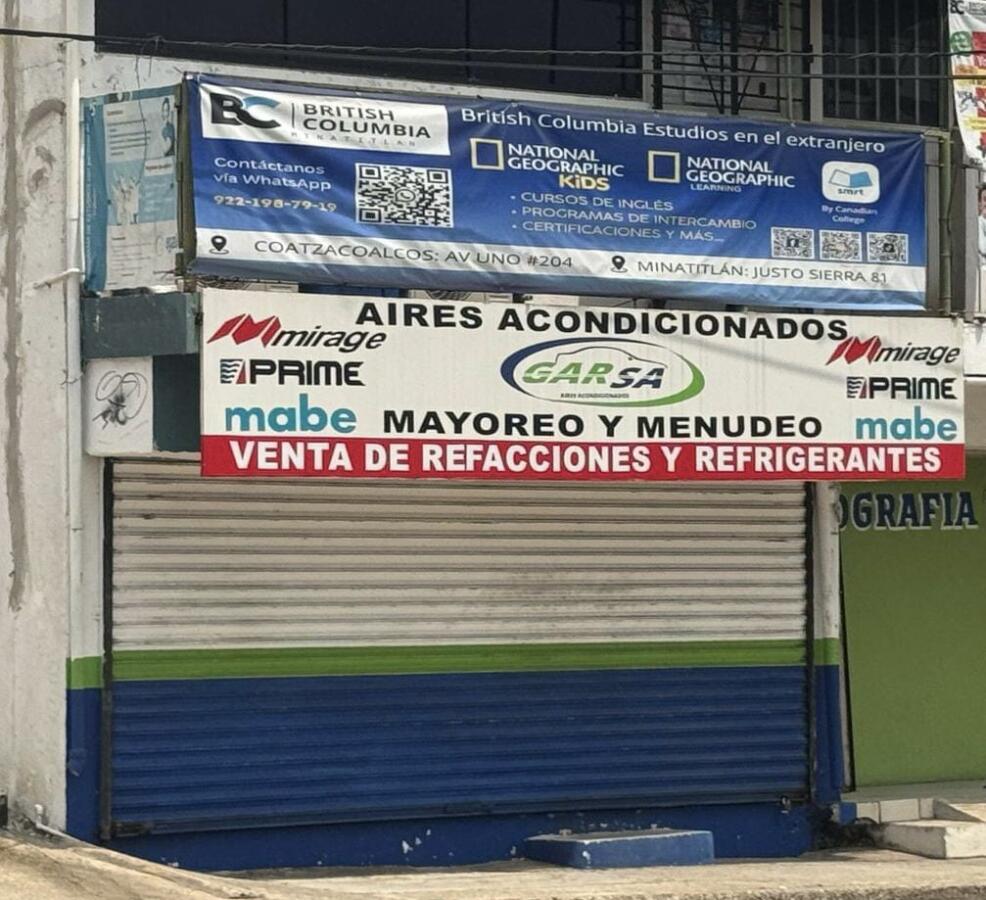 BC BRITISH COLUMBIA
MINATITLAN
British Columbia Estudios en el extranjero
Contáctanos
vía WhatsApp
922-198-79-19
NATIONAL GEOGRAPHIC KiDS
NATIONAL GEOGRAPHIC LEARNING
smrt
By Canadian College
• CURSOS DE INGLÉS
• PROGRAMAS DE INTERCAMBIO
• CERTIFICACIONES Y MÁS...
COATZACOALCOS: AV UNO #204
MINATITLÁN: JUSTO SIERRA 81
AIRES ACONDICIONADOS
mirage
PRIME
mabe
GARSA
AIRES ACONDICIONADOS
mirage
PRIME
mabe
MAYOREO Y MENUDEO
VENTA DE REFACCIONES Y REFRIGERANTES
OGRAFIA